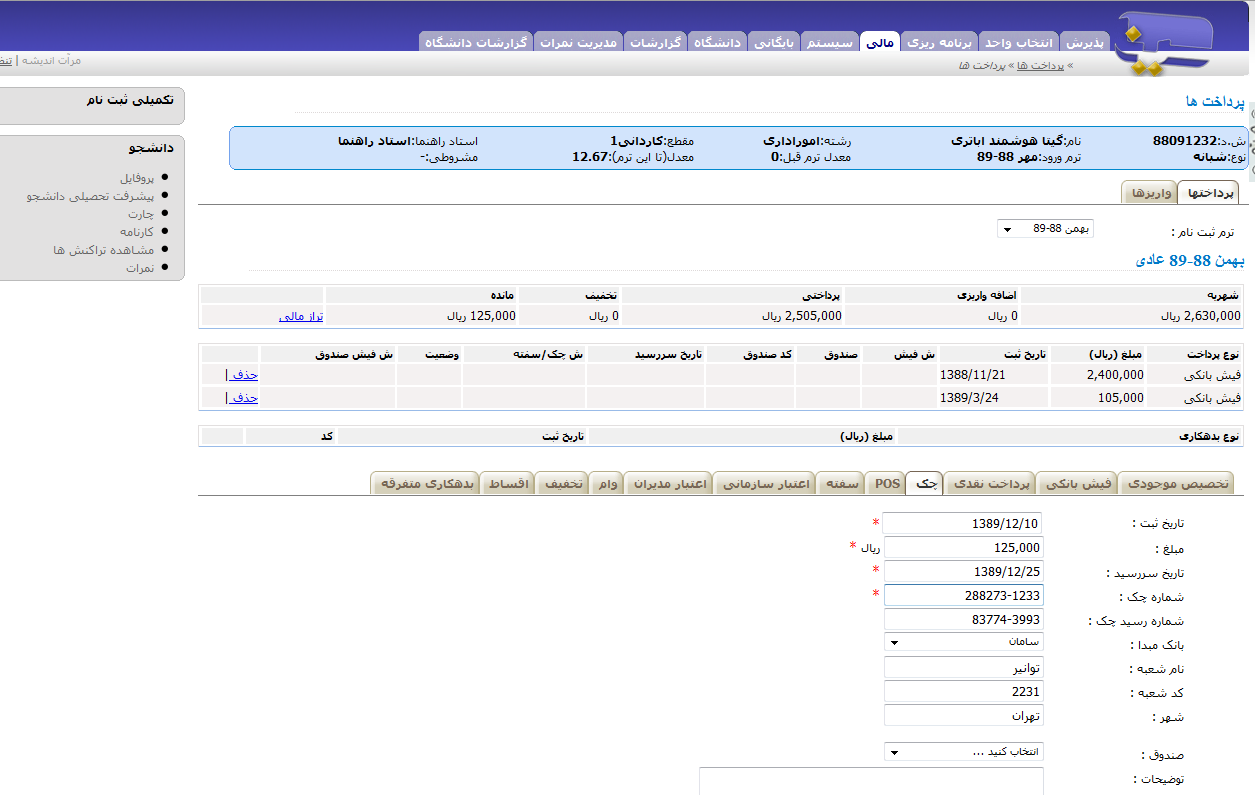 پذیرش انتخاب واحد برنامه ریزی مالی سیستم بایگانی دانشگاه گزارشات مدیریت نمرات گزارشات دانشگاه
» پرداخت ها » پرداخت ها
مرآت اندیشه |
پرداخت ها
ش.د:88091232 نام:گیتا هوشمند اباتری رشته:اموراداری مقطع:کاردانی1 استاد راهنما:استاد راهنما
نوع:شبانه ترم ورود:مهر 88-89 معدل ترم قبل:0 معدل(تا این ترم):12.67 مشروطی:-
تکمیلی ثبت نام
دانشجو
پروفایل
پیشرفت تحصیلی دانشجو
چارت
کارنامه
مشاهده تراکنش ها
نمرات
پرداختها واریزها
ترم ثبت نام : بهمن 88-89
بهمن 88-89 عادی
شهریه اضافه واریزی پرداختی تخفیف مانده
2,630,000 ریال 0 ریال 2,505,000 ریال 0 ریال 125,000 ریال تراز مالی
نوع پرداخت مبلغ (ریال) تاریخ ثبت ش فیش صندوق کد صندوق تاریخ سررسید ش چک/سفته وضعیت ش فیش صندوق
فیش بانکی 2,400,000 1388/11/21 حذف |
فیش بانکی 105,000 1389/3/24 حذف |
نوع بدهکاری مبلغ (ریال) تاریخ ثبت کد
تخصیص موجودی فیش بانکی پرداخت نقدی چک POS سفته اعتبار سازمانی اعتبار مدیران وام تخفیف اقساط بدهکاری متفرقه
تاریخ ثبت : 1389/12/10 *
مبلغ : 125,000 ریال *
تاریخ سررسید : 1389/12/25 *
شماره چک : 288273-1233 *
شماره رسید چک : 83774-3993
بانک مبدا : سامان
نام شعبه : توانیر
کد شعبه : 2231
شهر : تهران
صندوق : انتخاب کنید ...
توضیحات :